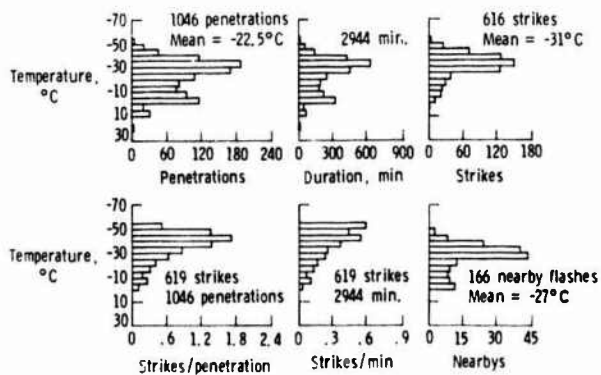 1046 penetrations
Mean = -22.5°C
2944 min.
616 strikes
Mean = -31°C
Temperature,
°C
-70
-50
-30
-10
10
30
0 60 120 180 240
Penetrations
0 300 600 900
Duration, min
0 60 120 180
Strikes
Temperature,
°C
-70
-50
-30
-10
10
30
619 strikes
1046 penetrations
619 strikes
2944 min.
166 nearby flashes
Mean = -27°C
0 .6 1.2 1.8 2.4
Strikes/penetration
0 .3 .6 .9
Strikes/min
0 15 30 45
Nearbys